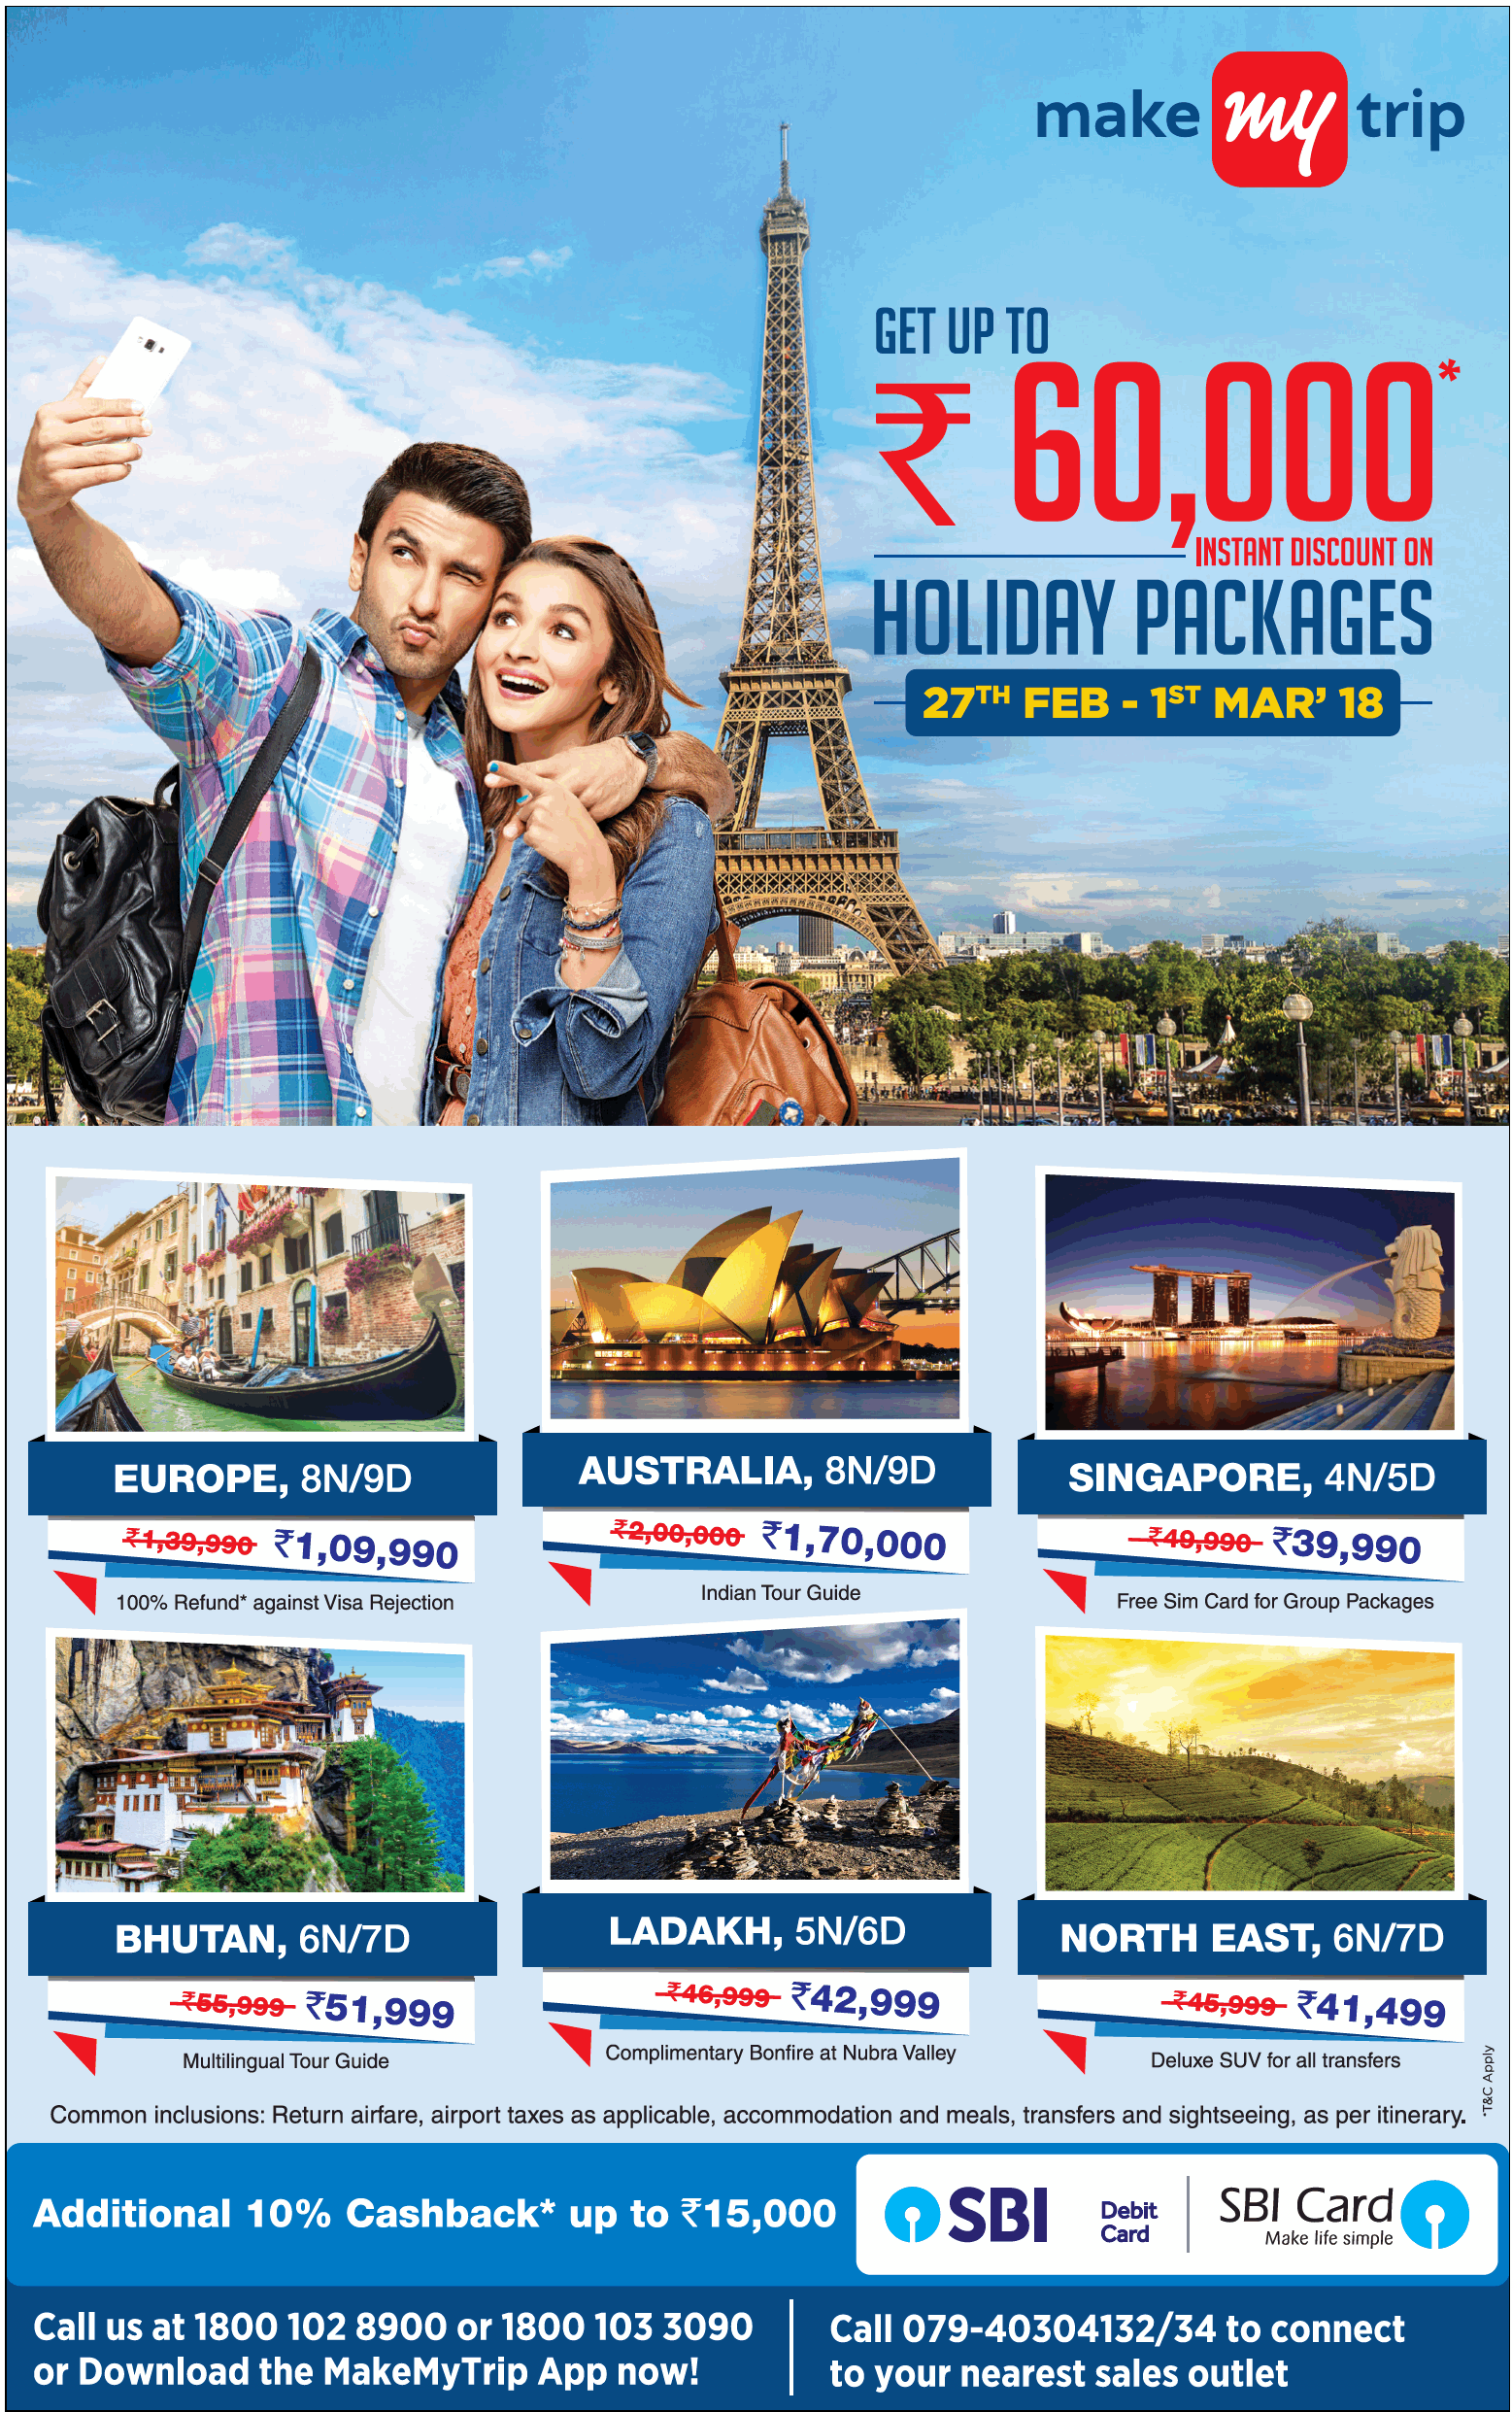 make my trip
GET UP TO
₹ 60,000*
INSTANT DISCOUNT ON
HOLIDAY PACKAGES
27TH FEB - 1ST MAR' 18
EUROPE, 8N/9D
₹1,39,990 ₹1,09,990
100% Refund* against Visa Rejection
AUSTRALIA, 8N/9D
₹2,00,000 ₹1,70,000
Indian Tour Guide
SINGAPORE, 4N/5D
₹49,990 ₹39,990
Free Sim Card for Group Packages
BHUTAN, 6N/7D
₹55,999 ₹51,999
Multilingual Tour Guide
LADAKH, 5N/6D
₹46,999 ₹42,999
Complimentary Bonfire at Nubra Valley
NORTH EAST, 6N/7D
₹45,999 ₹41,499
Deluxe SUV for all transfers
*T&C Apply
Common inclusions: Return airfare, airport taxes as applicable, accommodation and meals, transfers and sightseeing, as per itinerary.
Additional 10% Cashback* up to ₹15,000
SBI Debit Card
SBI Card
Make life simple
Call us at 1800 102 8900 or 1800 103 3090
or Download the MakeMyTrip App now!
Call 079-40304132/34 to connect
to your nearest sales outlet